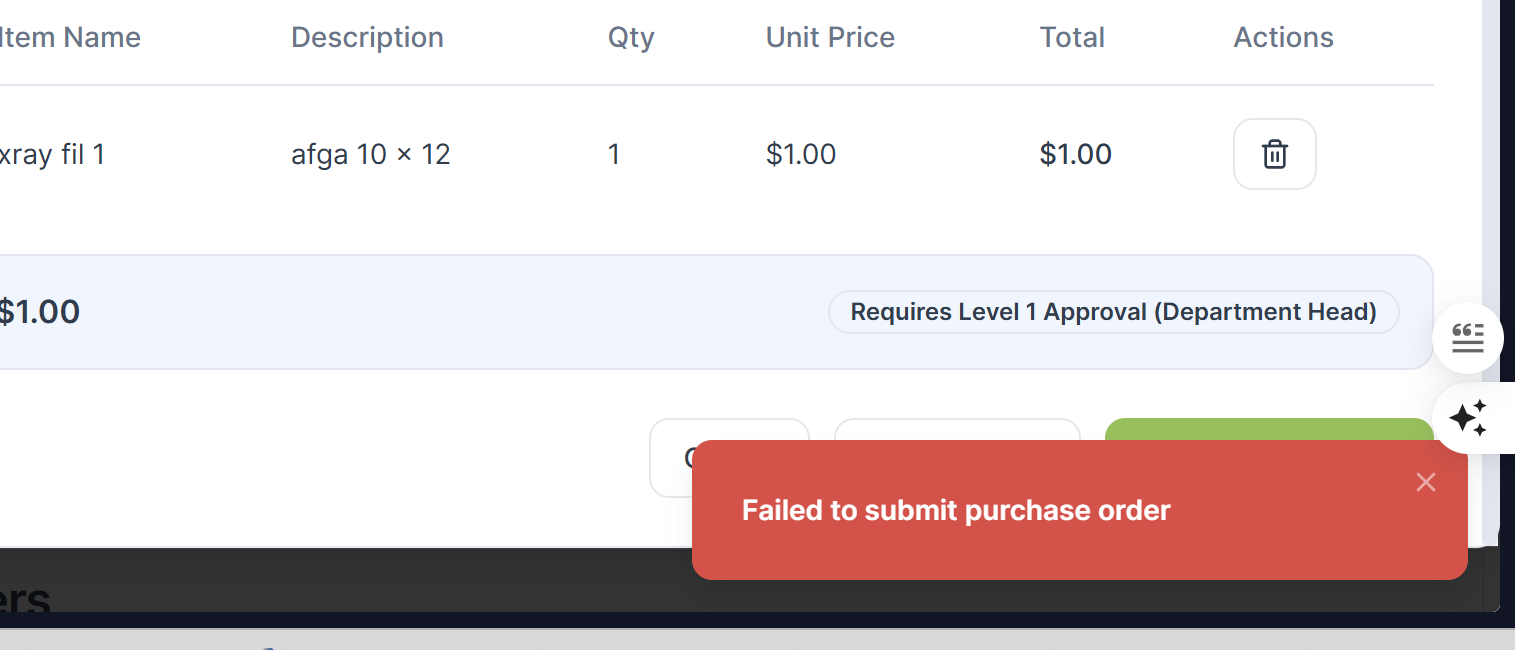 Item Name Description Qty Unit Price Total Actions
xray fil 1 afga 10 × 12 1 $1.00 $1.00
$1.00 Requires Level 1 Approval (Department Head)
Failed to submit purchase order
ers